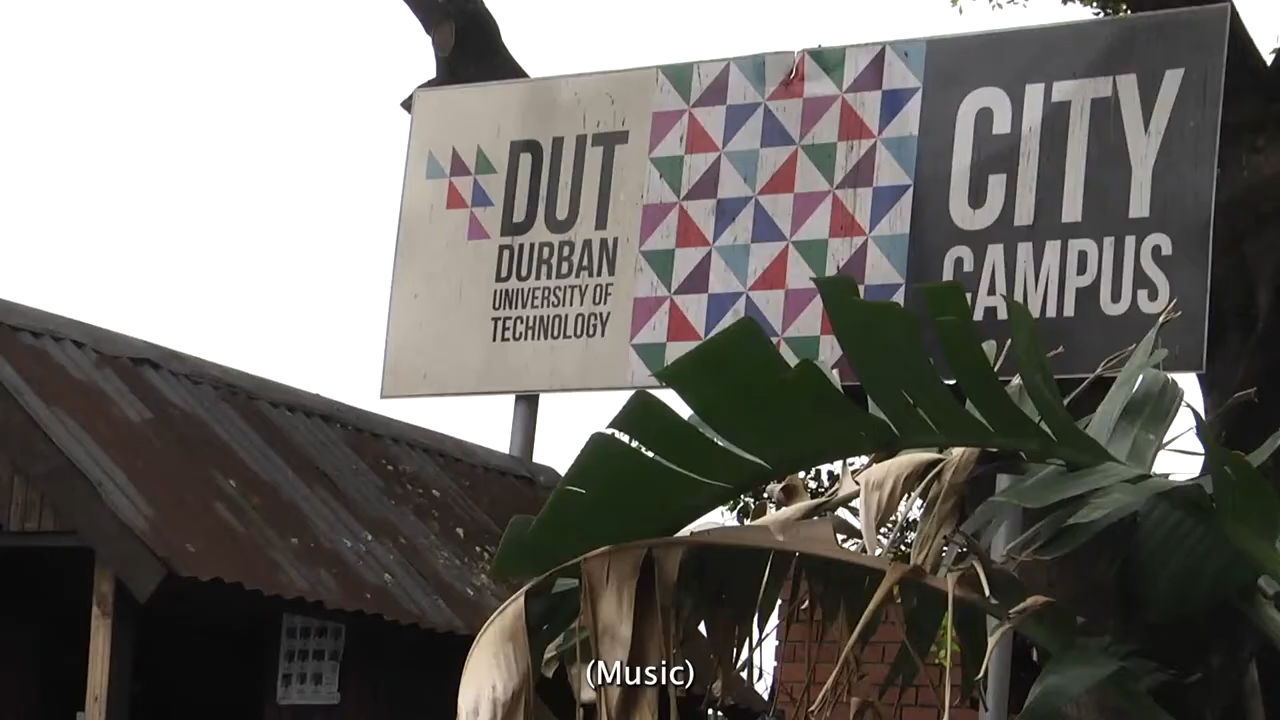 DUT
DURBAN
UNIVERSITY OF
TECHNOLOGY
CITY
CAMPUS
(Music)